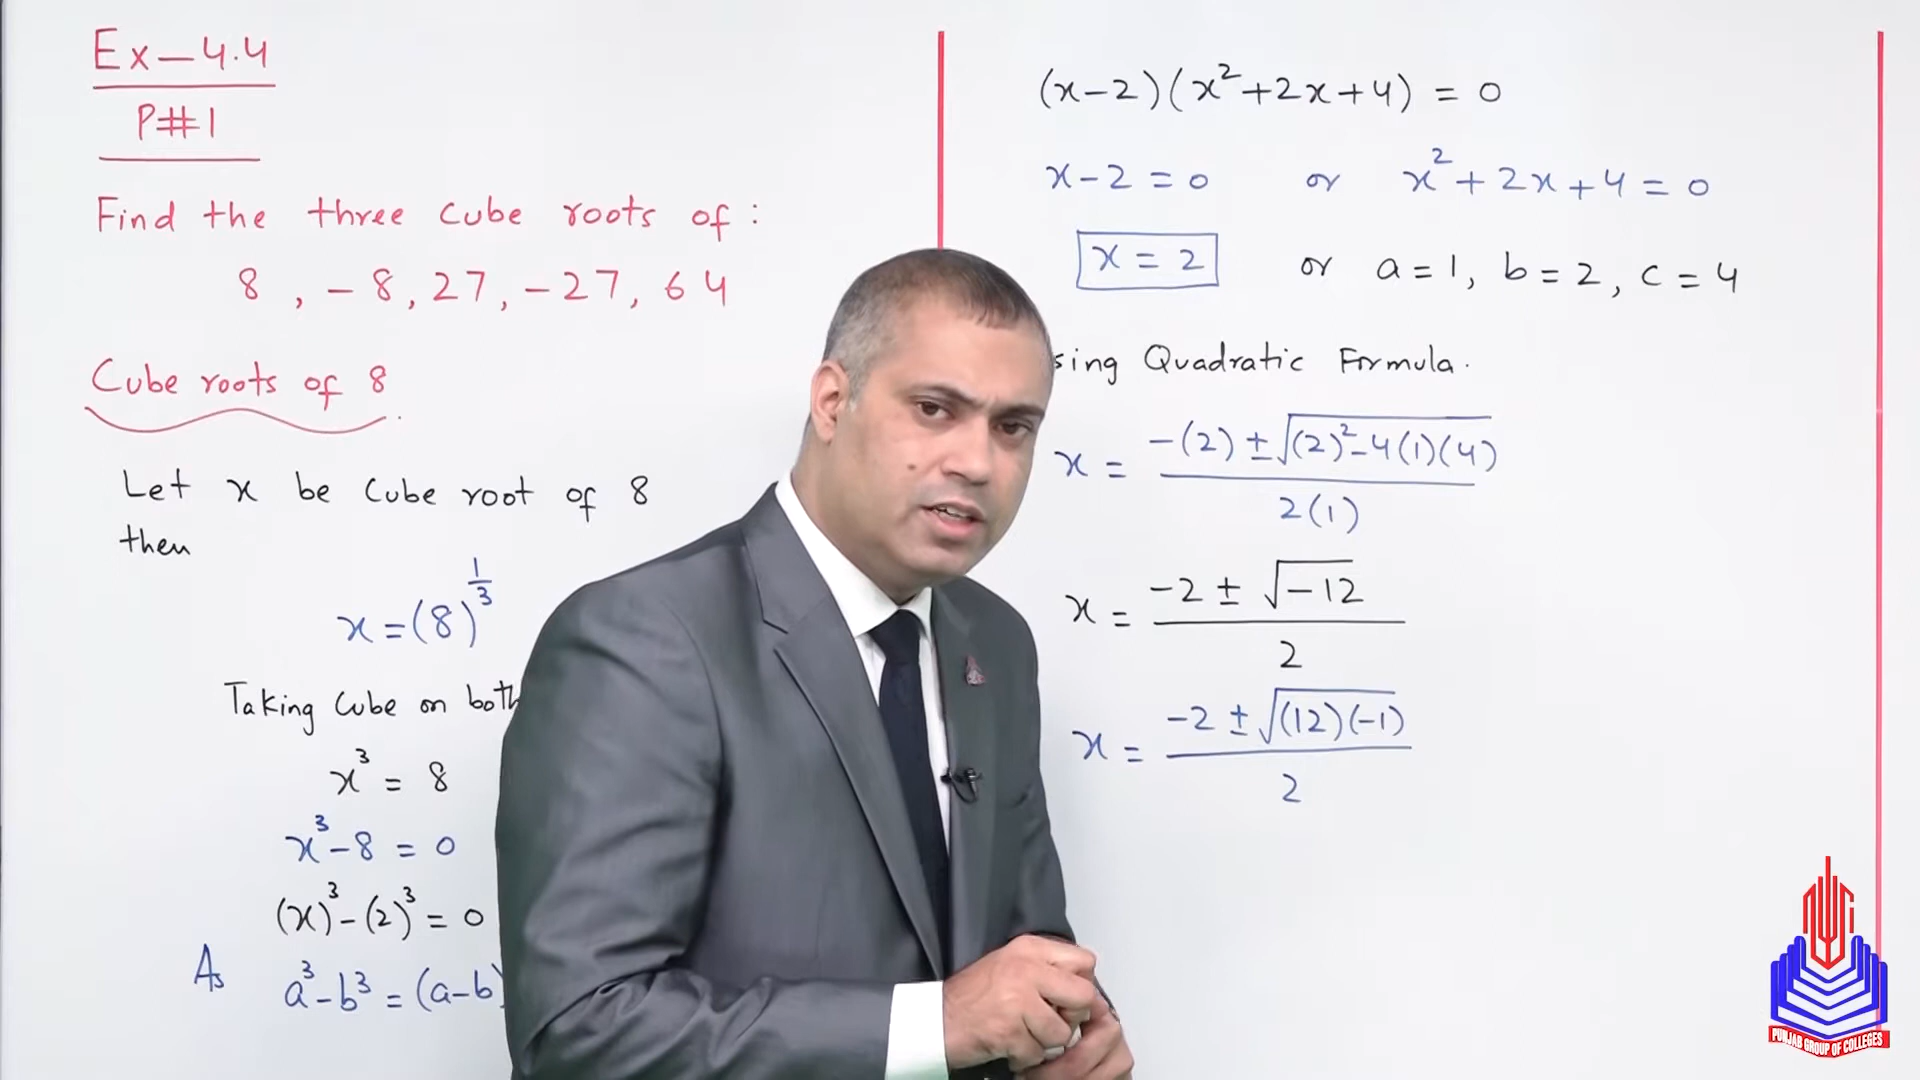 Ex-4.4
P#1
Find the three Cube roots of :
8 , -8, 27, -27, 64
Cube roots of 8.
Let x be Cube root of 8
then
x = (8)^(1/3)
Taking Cube on both
x³ = 8
x³ - 8 = 0
(x)³ - (2)³ = 0
As a³ - b³ = (a-b)
(x-2)(x²+2x+4) = 0
x-2 = 0 or x² + 2x + 4 = 0
x = 2 or a = 1, b = 2, c = 4
sing Quadratic Formula.
x = (-(2) ± √((2)² - 4(1)(4))) / 2(1)
x = (-2 ± √(-12)) / 2
x = (-2 ± √((12)(-1))) / 2
PUNJAB GROUP OF COLLEGES